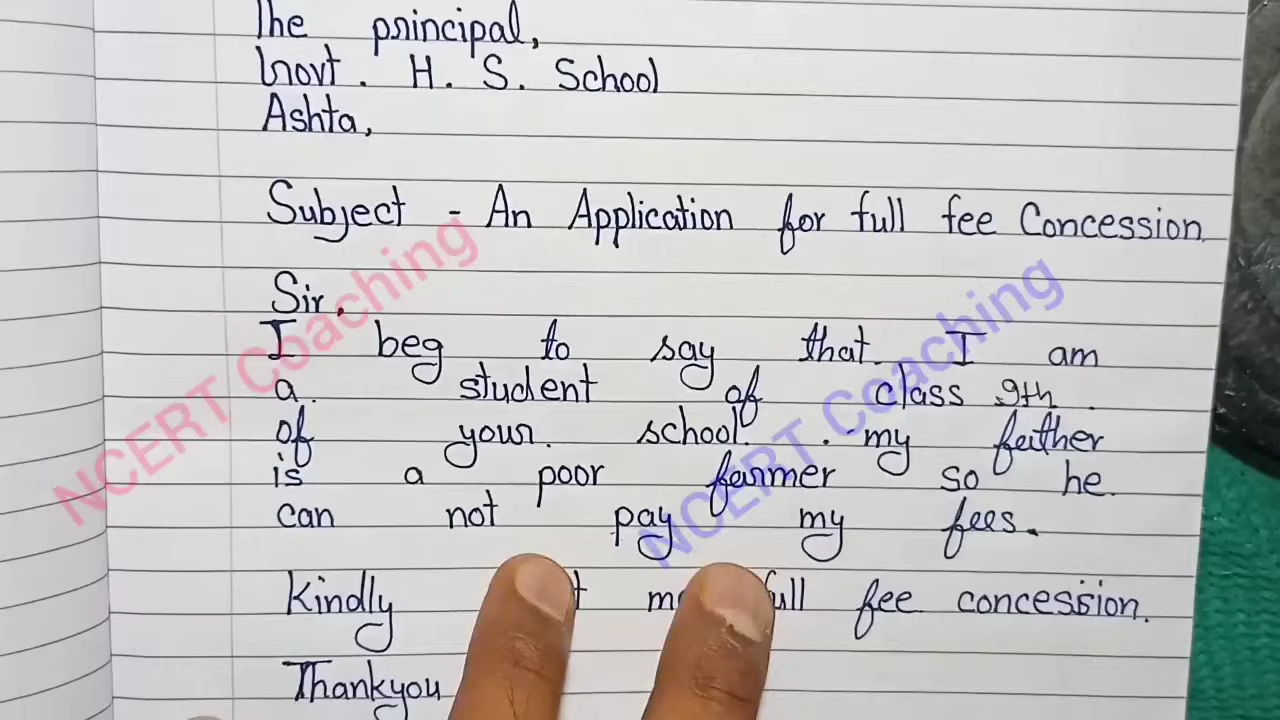 The principal,
Govt. H. S. School
Ashta,
Subject - An Application for full fee Concession
Sir.
I beg to say that. I am
a. student of class 9th.
of your. school. . my father
is a poor farmer so he.
can not pay my fees.
Kindly full fee concession.
Thankyou
NCERT Coaching
NCERT Coaching